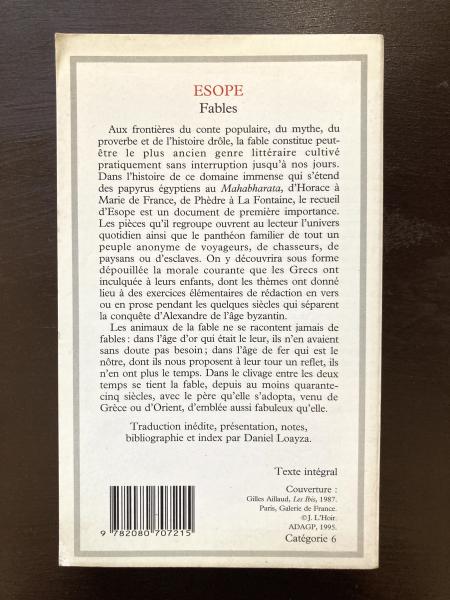 ESOPE
Fables
Aux frontières du conte populaire, du mythe, du
proverbe et de l'histoire drôle, la fable constitue peut-
être le plus ancien genre littéraire cultivé
pratiquement sans interruption jusqu'à nos jours.
Dans l'histoire de ce domaine immense qui s'étend
des papyrus égyptiens au Mahabharata, d'Horace à
Marie de France, de Phèdre à La Fontaine, le recueil
d'Esope est un document de première importance.
Les pièces qu'il regroupe ouvrent au lecteur l'univers
quotidien ainsi que le panthéon familier de tout un
peuple anonyme de voyageurs, de chasseurs, de
paysans ou d'esclaves. On y découvrira sous forme
dépouillée la morale courante que les Grecs ont
inculquée à leurs enfants, dont les thèmes ont donné
lieu à des exercices élémentaires de rédaction en vers
ou en prose pendant les quelques siècles qui séparent
la conquête d'Alexandre de l'âge byzantin.
Les animaux de la fable ne se racontent jamais de
fables : dans l'âge d'or qui était le leur, ils n'en avaient
sans doute pas besoin ; dans l'âge de fer qui est le
nôtre, dont ils nous proposent à leur tour un reflet, ils
n'en ont plus le temps. Dans le clivage entre les deux
temps se tient la fable, depuis au moins quarante-
cinq siècles, avec le père qu'elle s'adopta, venu de
Grèce ou d'Orient, d'emblée aussi fabuleux qu'elle.
Traduction inédite, présentation, notes,
bibliographie et index par Daniel Loayza.
Texte intégral
Couverture :
Gilles Aillaud, Les Ibis, 1987.
Paris, Galerie de France.
© J. L'Hoir.
ADAGP, 1995.
Catégorie 6
9 782080 707215